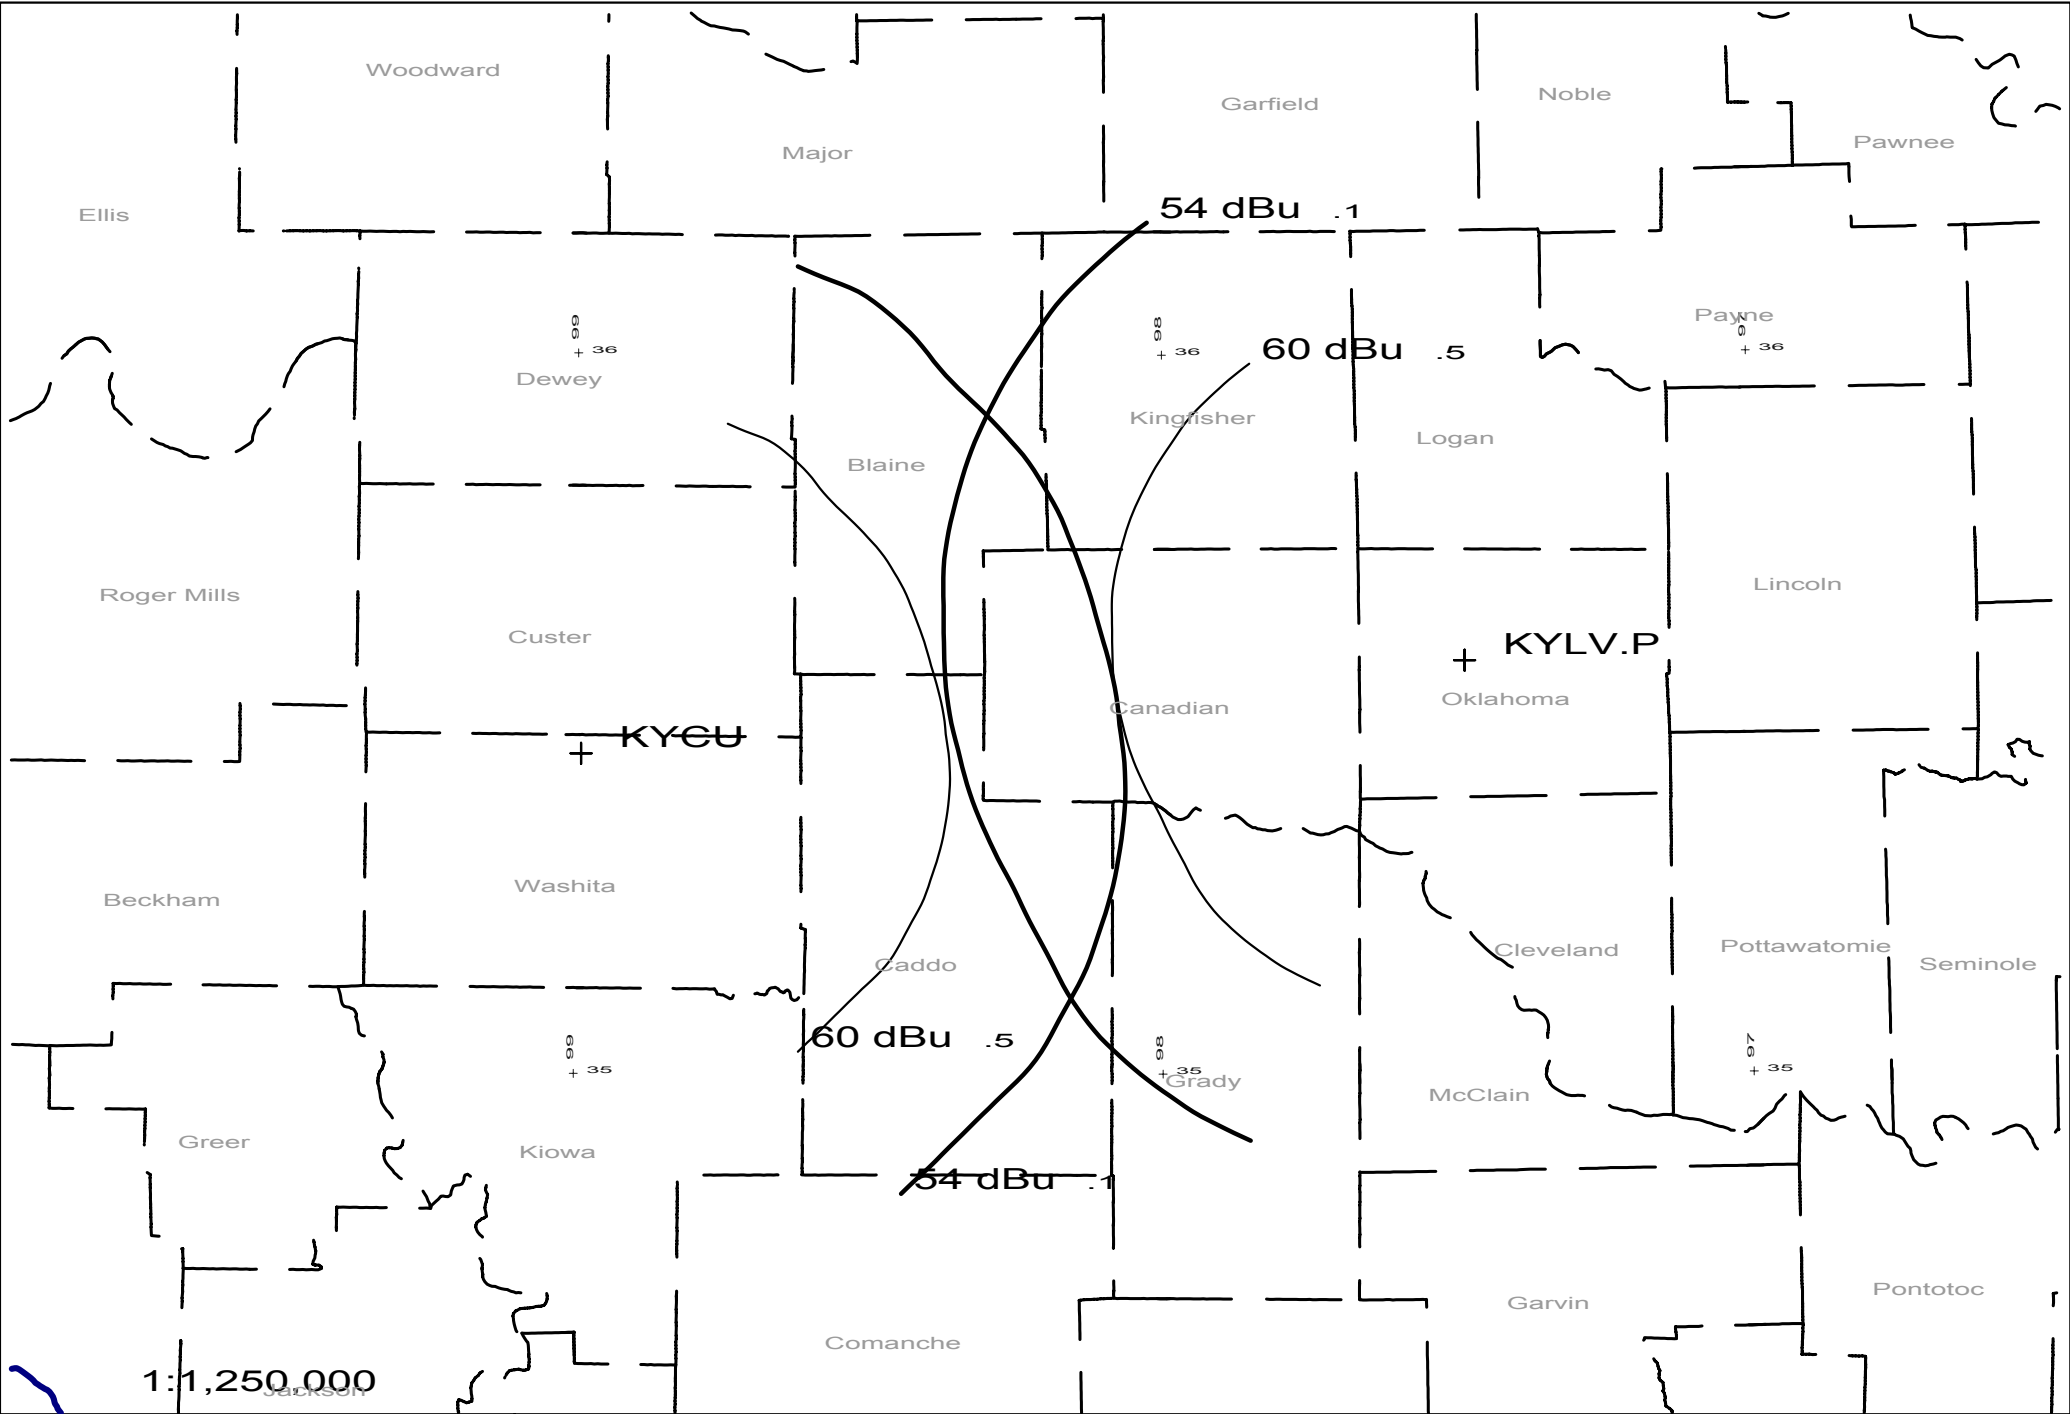 Woodward
Noble
Garfield
Pawnee
Major
54 dBu .1
Ellis
Payne
99
+ 36
98
+ 36
60 dBu .5
97
+ 36
Dewey
Kingfisher
Logan
Blaine
Lincoln
Roger Mills
Custer
KYLV.P
Oklahoma
Canadian
KYCU
Washita
Beckham
Pottawatomie
Cleveland
Seminole
Caddo
60 dBu .5
99
+ 35
98
+ 35
97
+ 35
Grady
McClain
Greer
Kiowa
54 dBu .1
Pontotoc
Garvin
Comanche
1:1,250,000
Jackson